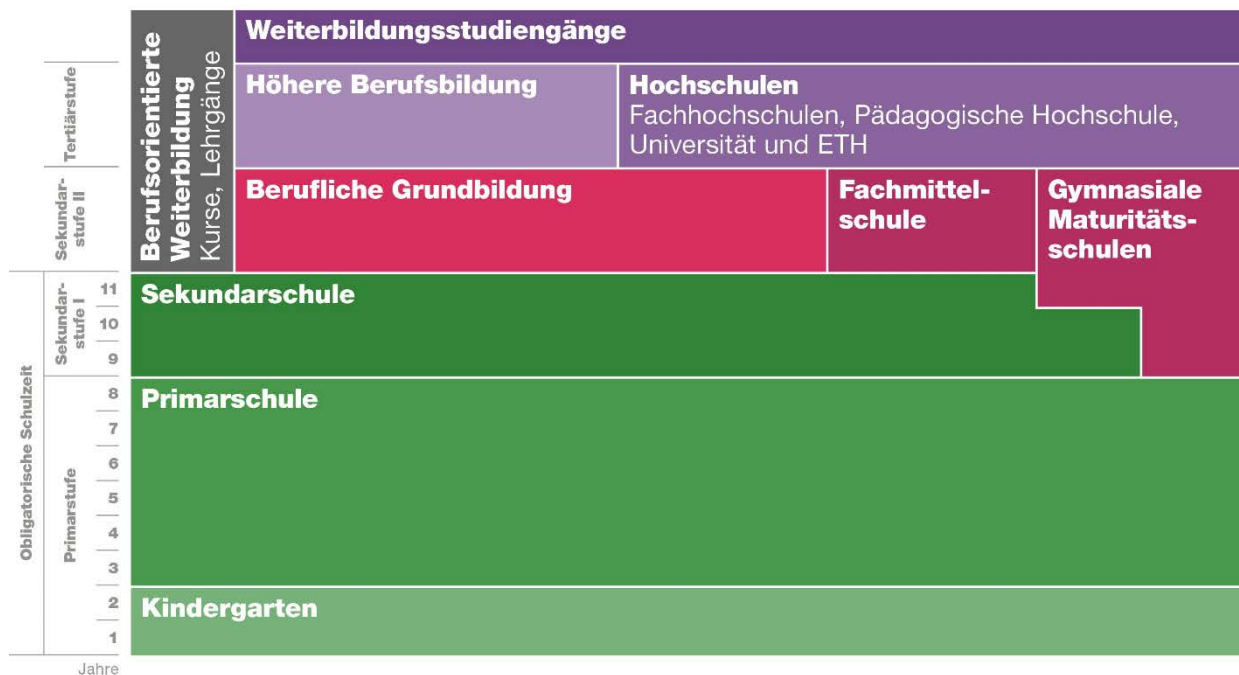 Weiterbildungsstudiengänge
Berufsorientierte
Weiterbildung
Kurse, Lehrgänge
Tertiärstufe
Höhere Berufsbildung
Hochschulen
Fachhochschulen, Pädagogische Hochschule,
Universität und ETH
Sekundar-
stufe II
Berufliche Grundbildung
Fachmittel-
schule
Gymnasiale
Maturitäts-
schulen
Obligatorische Schulzeit
Sekundar-
stufe I
11
10
9
Sekundarschule
Primarstufe
8
7
6
5
4
3
2
1
Primarschule
Kindergarten
Jahre